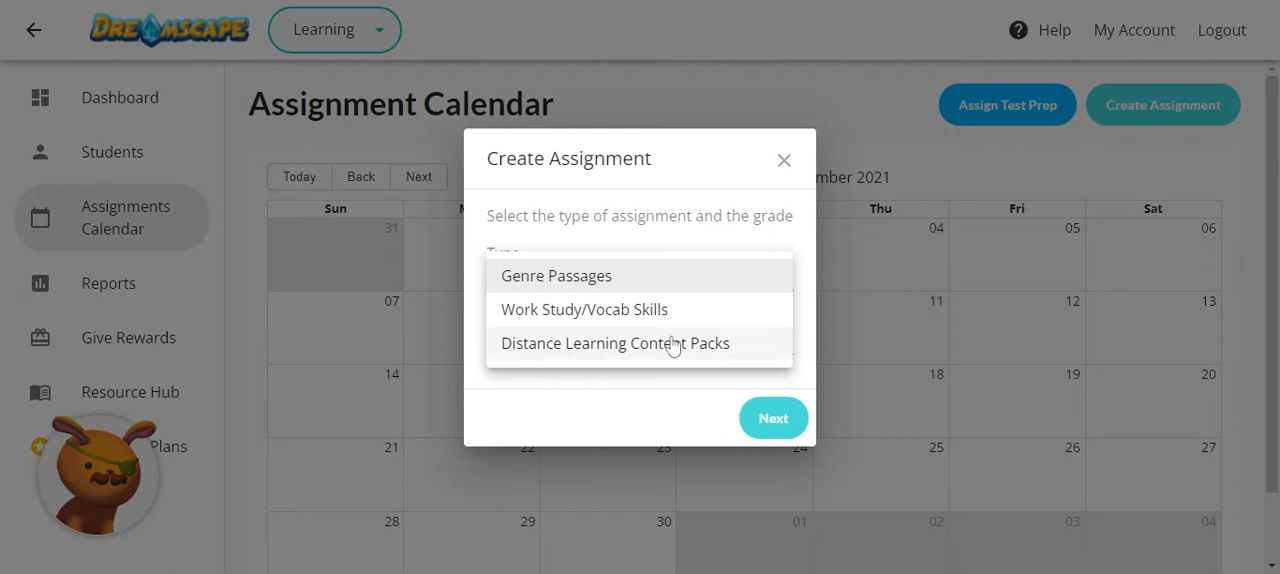 DREAMSCAPE
Learning
Help
My Account
Logout
Dashboard
Students
Assignments
Calendar
Reports
Give Rewards
Resource Hub
Plans
Assignment Calendar
Assign Test Prep
Create Assignment
Today
Back
Next
mber 2021
Sun
Thu
Fri
Sat
31
04
05
06
07
11
12
13
14
18
19
20
21
22
23
24
25
26
27
28
29
30
01
02
03
04
Create Assignment
Select the type of assignment and the grade
Type
Genre Passages
Work Study/Vocab Skills
Distance Learning Content Packs
Next